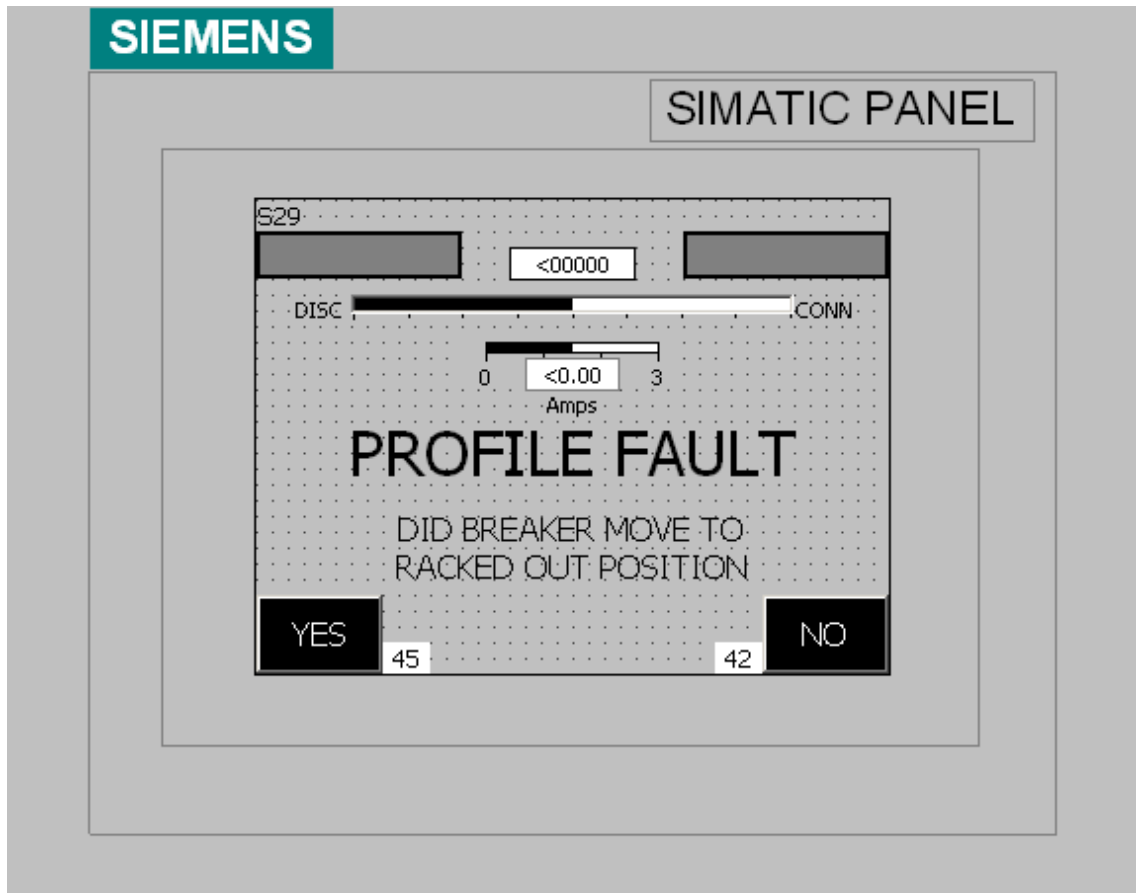 SIEMENS
SIMATIC PANEL
S29
<00000
DISC CONN
0 <0.00 3
Amps
PROFILE FAULT
DID BREAKER MOVE TO
RACKED OUT POSITION
YES 45 42 NO